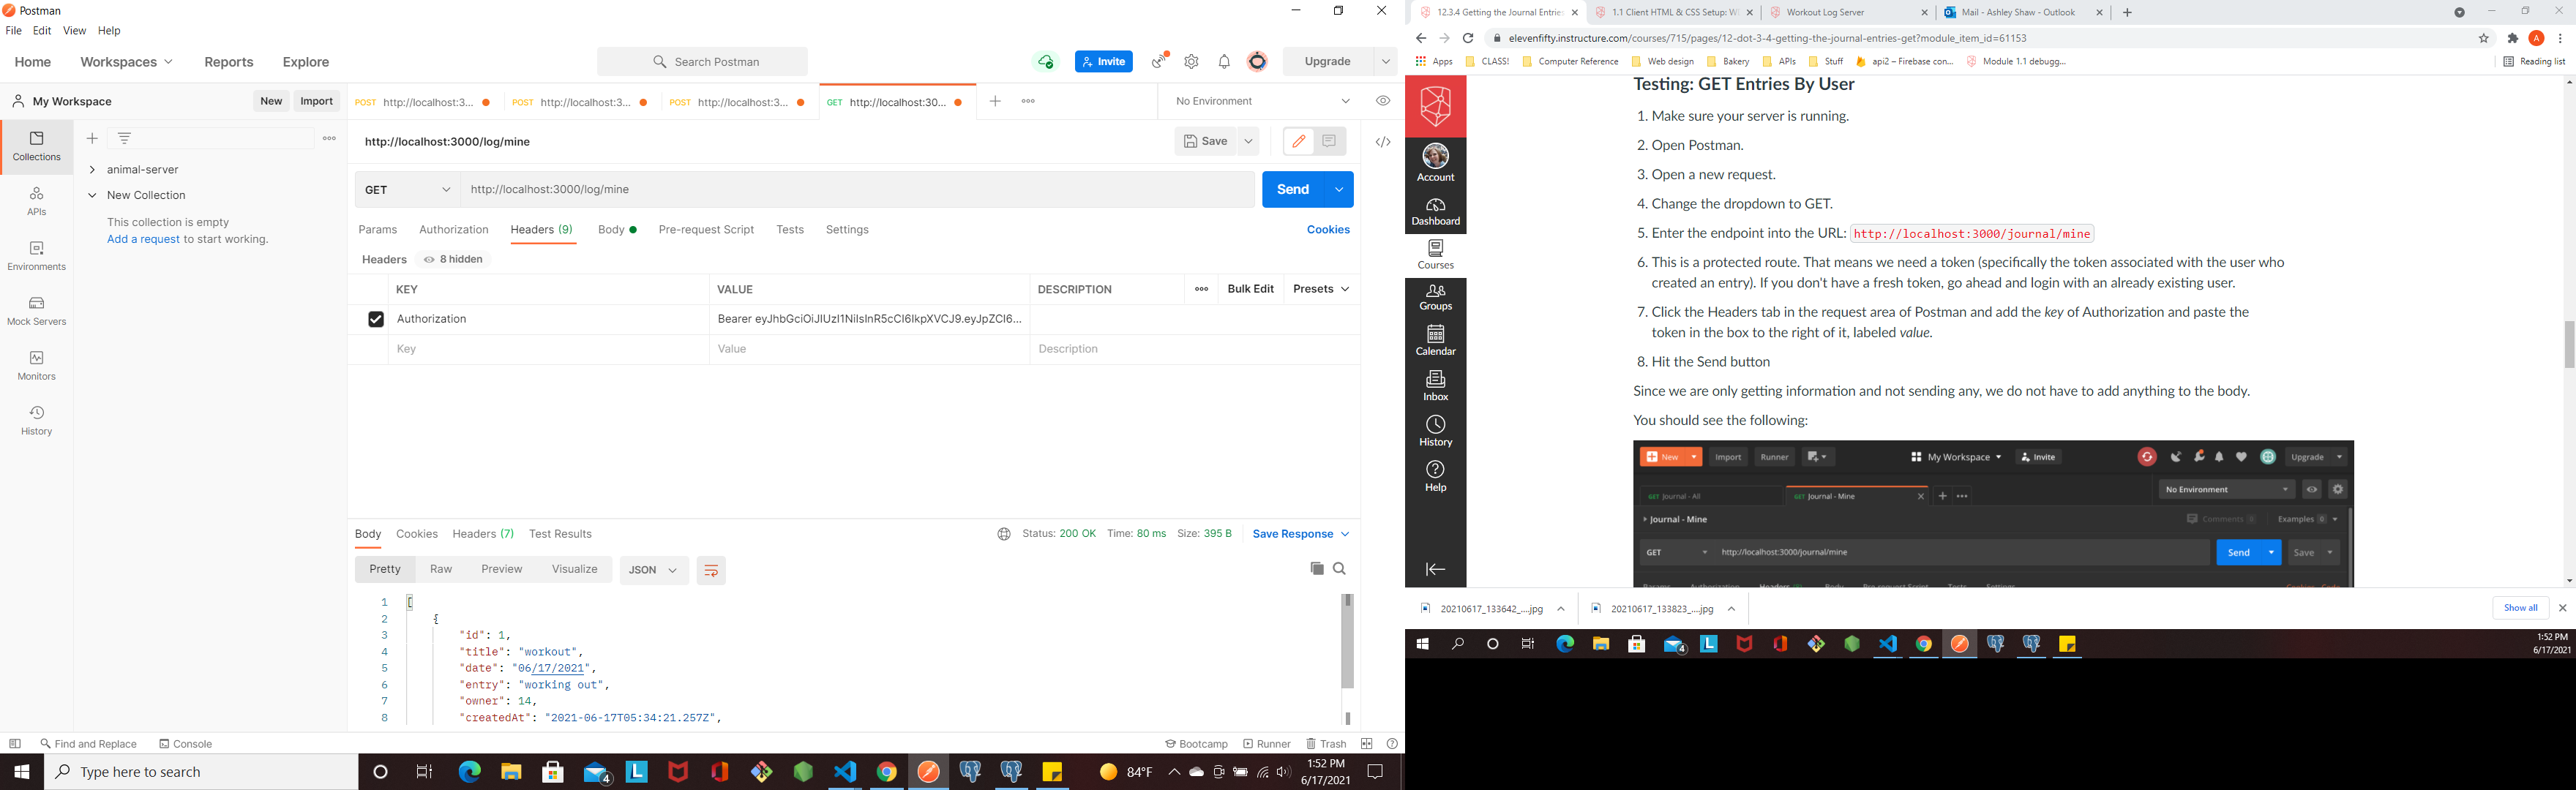 Postman
File Edit View Help
Home Workspaces Reports Explore
Search Postman
Invite
Upgrade
My Workspace
New Import
POST http://localhost:3... POST http://localhost:3... POST http://localhost:3... GET http://localhost:30... ooo
No Environment
Collections
APIs
Environments
Mock Servers
Monitors
History
animal-server
New Collection
This collection is empty
Add a request to start working.
http://localhost:3000/log/mine
Save
GET http://localhost:3000/log/mine
Send
Params Authorization Headers (9) Body Pre-request Script Tests Settings
Cookies
Headers 8 hidden
KEY VALUE DESCRIPTION ooo Bulk Edit Presets
Authorization Bearer eyJhbGciOiJIUzI1NiIsInR5cCI6IkpXVCJ9.eyJpZCI6...
Key Value Description
Body Cookies Headers (7) Test Results
Status: 200 OK Time: 80 ms Size: 395 B Save Response
Pretty Raw Preview Visualize JSON
1 [
2 {
3 "id": 1,
4 "title": "workout",
5 "date": "06/17/2021",
6 "entry": "working out",
7 "owner": 14,
8 "createdAt": "2021-06-17T05:34:21.257Z",
Find and Replace Console
Bootcamp Runner Trash
Type here to search
4
L
84°F
1:52 PM
6/17/2021
12.3.4 Getting the Journal Entries 1.1 Client HTML & CSS Setup: W Workout Log Server Mail - Ashley Shaw - Outlook
elevenfifty.instructure.com/courses/715/pages/12-dot-3-4-getting-the-journal-entries-get?module_item_id=61153
A
Apps CLASS! Computer Reference Web design Bakery APIs Stuff api2 – Firebase con... Module 1.1 debugg...
Reading list
Account
Dashboard
Courses
Groups
Calendar
Inbox
History
Help
Testing: GET Entries By User
1. Make sure your server is running.
2. Open Postman.
3. Open a new request.
4. Change the dropdown to GET.
5. Enter the endpoint into the URL: http://localhost:3000/journal/mine
6. This is a protected route. That means we need a token (specifically the token associated with the user who
created an entry). If you don't have a fresh token, go ahead and login with an already existing user.
7. Click the Headers tab in the request area of Postman and add the key of Authorization and paste the
token in the box to the right of it, labeled value.
8. Hit the Send button
Since we are only getting information and not sending any, we do not have to add anything to the body.
You should see the following:
New Import Runner
My Workspace Invite
Upgrade
GET Journal - All GET Journal - Mine
No Environment
Journal - Mine
Comments 0 Examples 0
GET http://localhost:3000/journal/mine
Send Save
Params Authorization Headers Body Pre-request Script Tests Settings Cookies Code
20210617_133642_....jpg 20210617_133823_....jpg
Show all
4
L
1:52 PM
6/17/2021